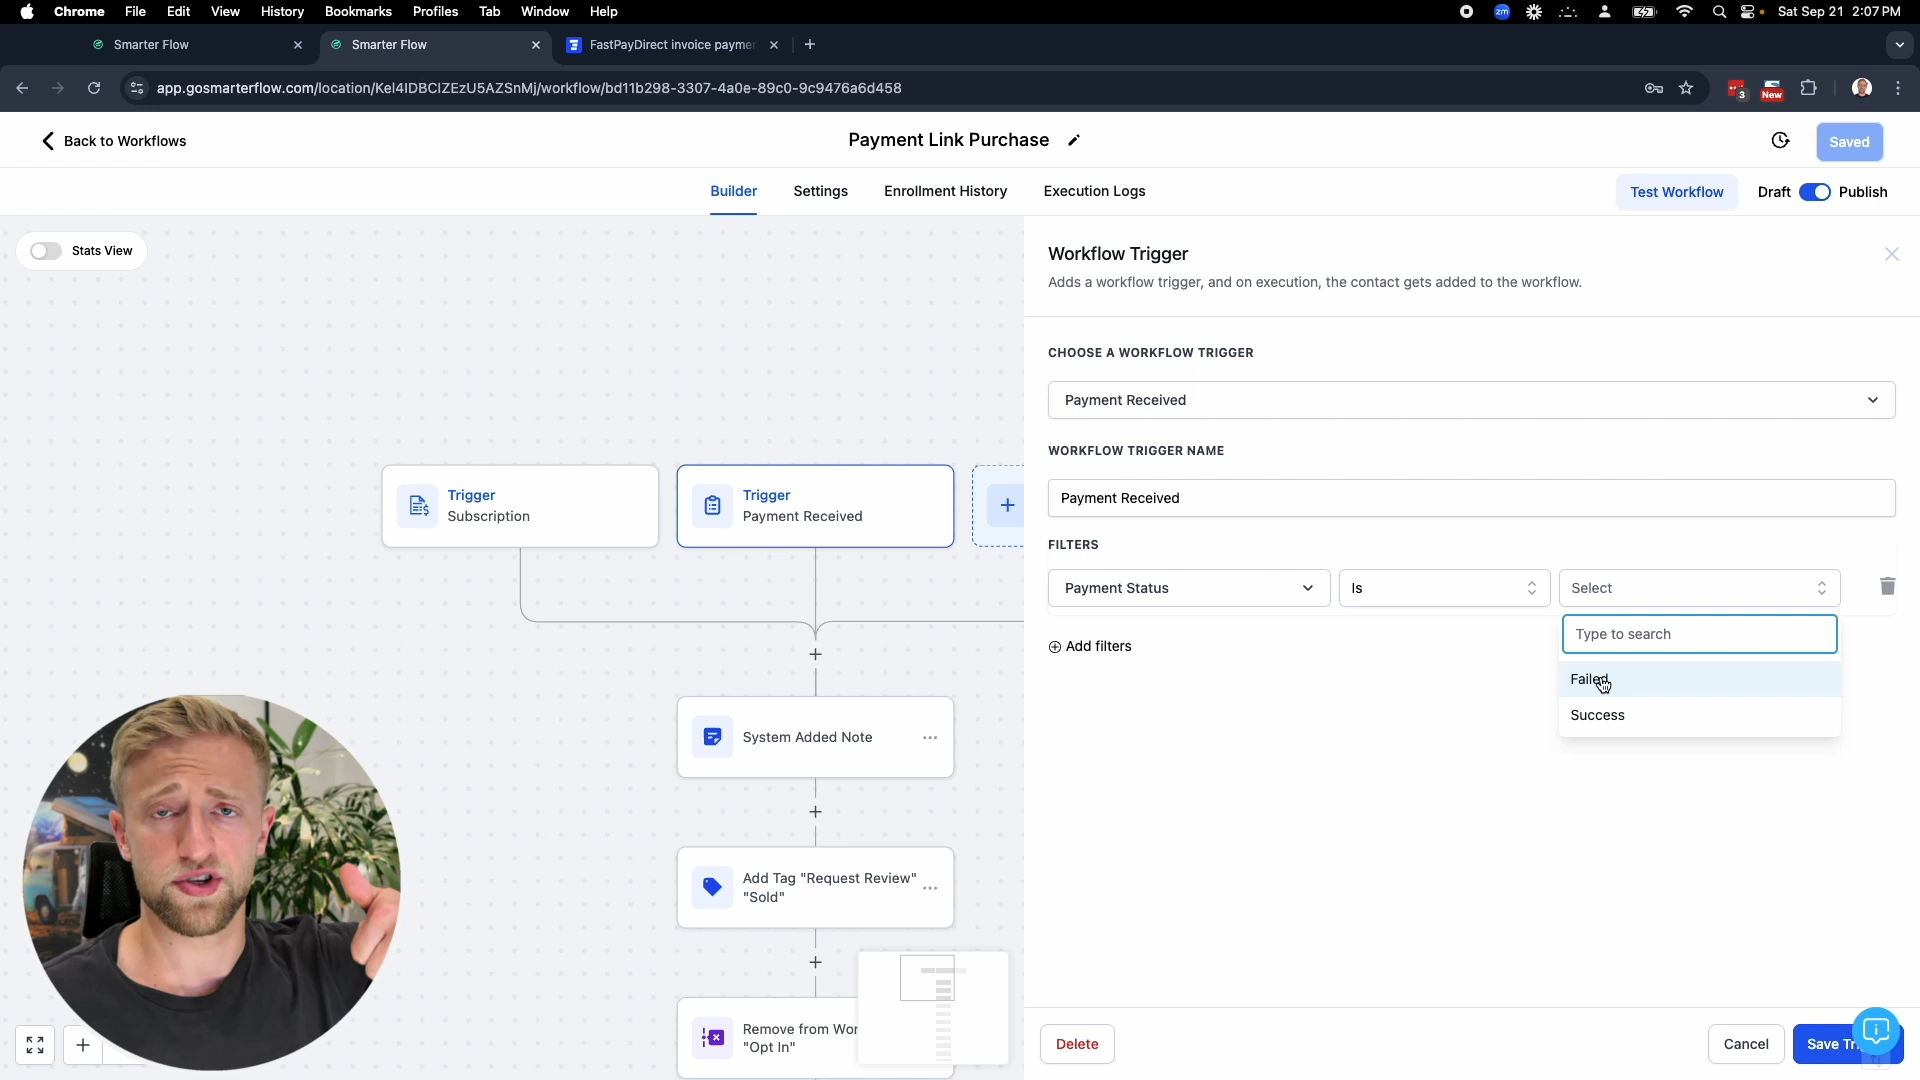 Chrome File Edit View History Bookmarks Profiles Tab Window Help
zm
Sat Sep 21 2:07 PM
Smarter Flow
Smarter Flow
FastPayDirect invoice paymen
app.gosmarterflow.com/location/Kel4IDBClZEzU5AZSnMj/workflow/bd11b298-3307-4a0e-89c0-9c9476a6d458
3
New
Back to Workflows
Payment Link Purchase
Saved
Builder Settings Enrollment History Execution Logs
Test Workflow
Draft Publish
Stats View
Workflow Trigger
Adds a workflow trigger, and on execution, the contact gets added to the workflow.
CHOOSE A WORKFLOW TRIGGER
Payment Received
WORKFLOW TRIGGER NAME
Payment Received
FILTERS
Payment Status Is Select
Type to search
Failed
Success
Add filters
Trigger
Subscription
Trigger
Payment Received
System Added Note
Add Tag "Request Review"
"Sold"
Remove from Wor
"Opt In"
Delete
Cancel
Save Tr